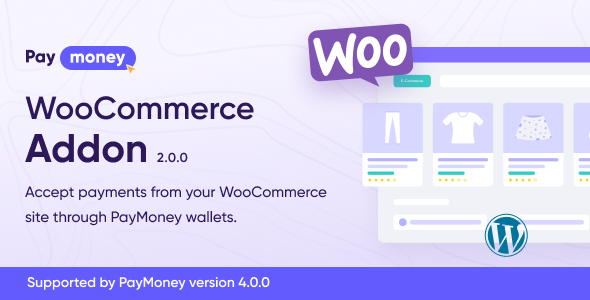 Pay money
WOO
E-Commerce
WooCommerce
Addon 2.0.0
Accept payments from your WooCommerce
site through PayMoney wallets.
W
Supported by PayMoney version 4.0.0